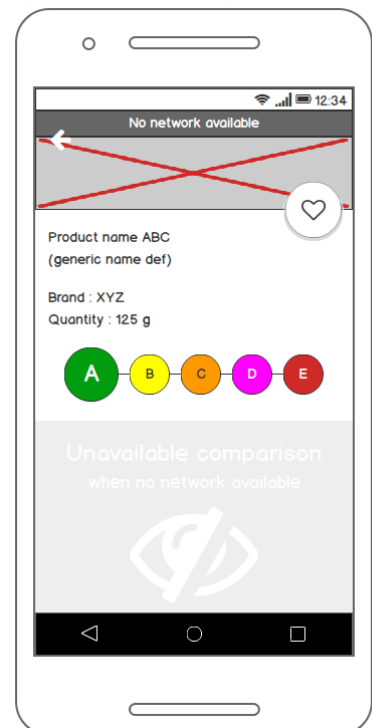 12:34
No network available
Product name ABC
(generic name def)
Brand : XYZ
Quantity : 125 g
A B C D E
Unavailable comparison
when no network available